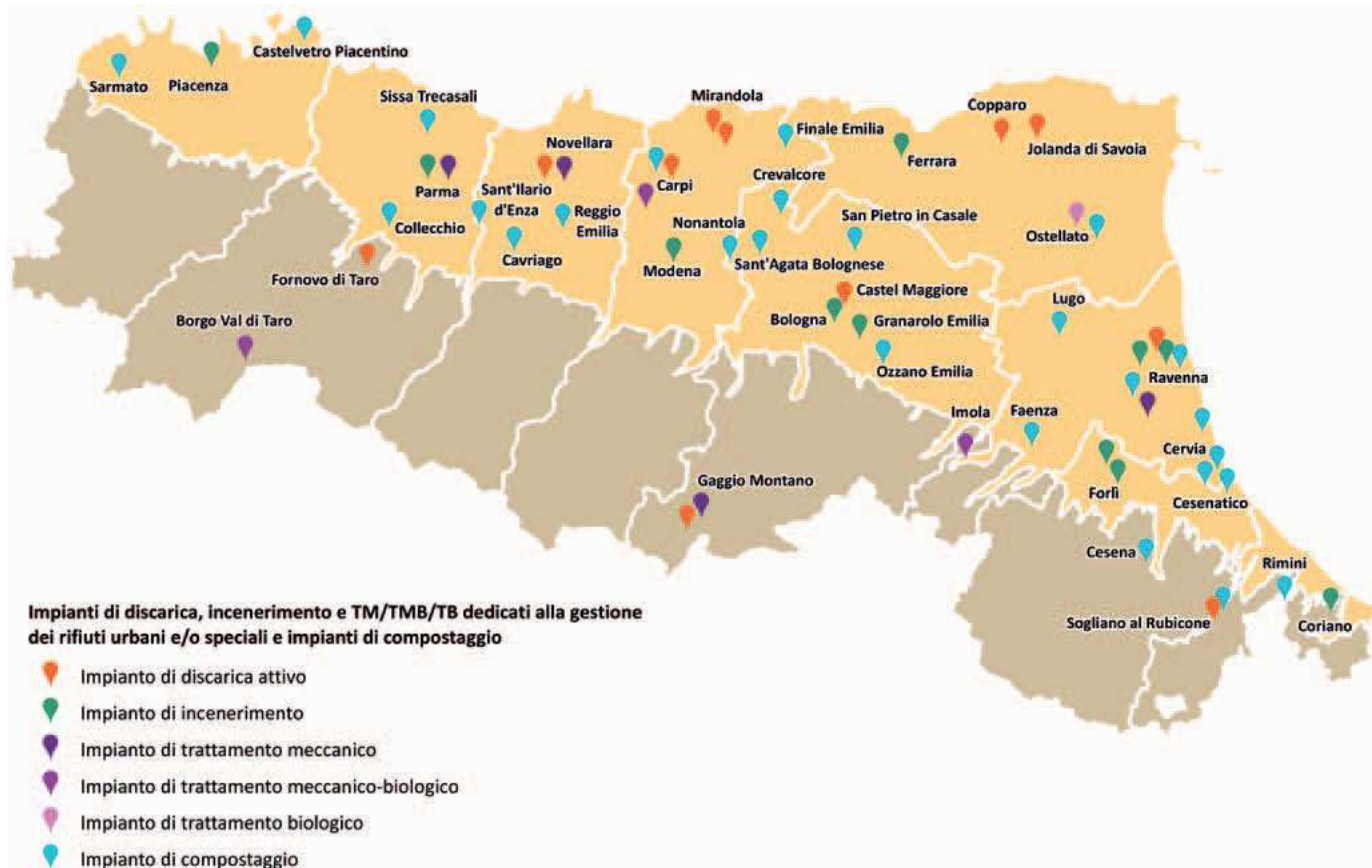 Castelvetro Piacentino
Sarmato
Piacenza
Sissa Trecasali
Mirandola
Copparo
Finale Emilia
Jolanda di Savoia
Novellara
Ferrara
Parma
Sant'Ilario
d'Enza
Carpi
Crevalcore
Collecchio
Reggio
Emilia
Nonantola
San Pietro in Casale
Ostellato
Cavriago
Modena
Sant'Agata Bolognese
Fornovo di Taro
Castel Maggiore
Lugo
Borgo Val di Taro
Bologna
Granarolo Emilia
Ozzano Emilia
Ravenna
Imola
Faenza
Cervia
Gaggio Montano
Forlì
Cesenatico
Cesena
Rimini
Sogliano al Rubicone
Coriano
Impianti di discarica, incenerimento e TM/TMB/TB dedicati alla gestione
dei rifiuti urbani e/o speciali e impianti di compostaggio
Impianto di discarica attivo
Impianto di incenerimento
Impianto di trattamento meccanico
Impianto di trattamento meccanico-biologico
Impianto di trattamento biologico
Impianto di compostaggio